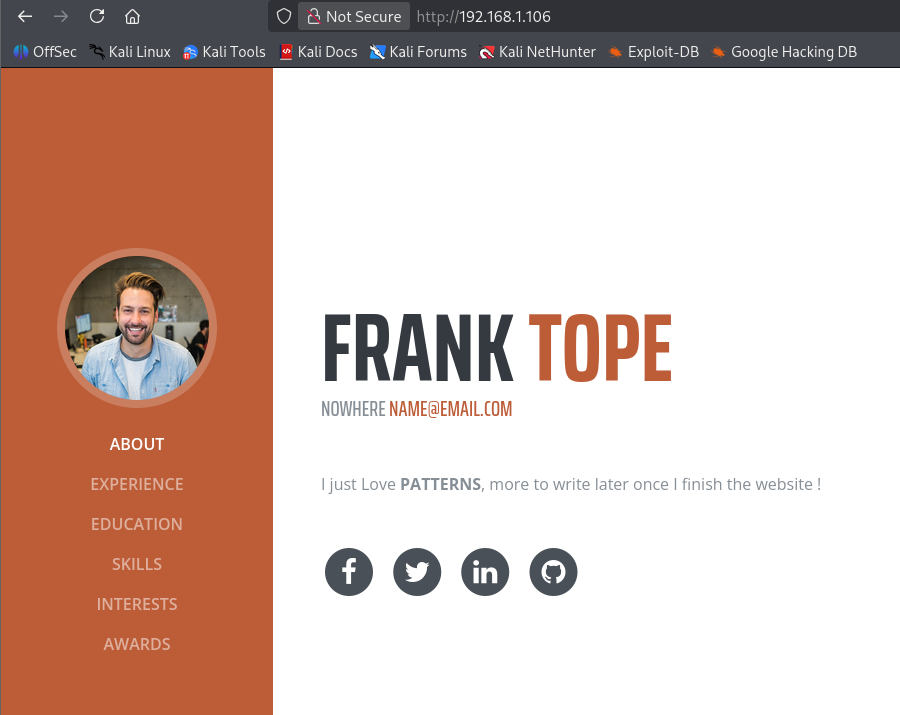 Not Secure http://192.168.1.106
OffSec Kali Linux Kali Tools Kali Docs Kali Forums Kali NetHunter Exploit-DB Google Hacking DB
FRANK TOPE
NOWHERE NAME@EMAIL.COM
I just Love PATTERNS, more to write later once I finish the website !
ABOUT
EXPERIENCE
EDUCATION
SKILLS
INTERESTS
AWARDS